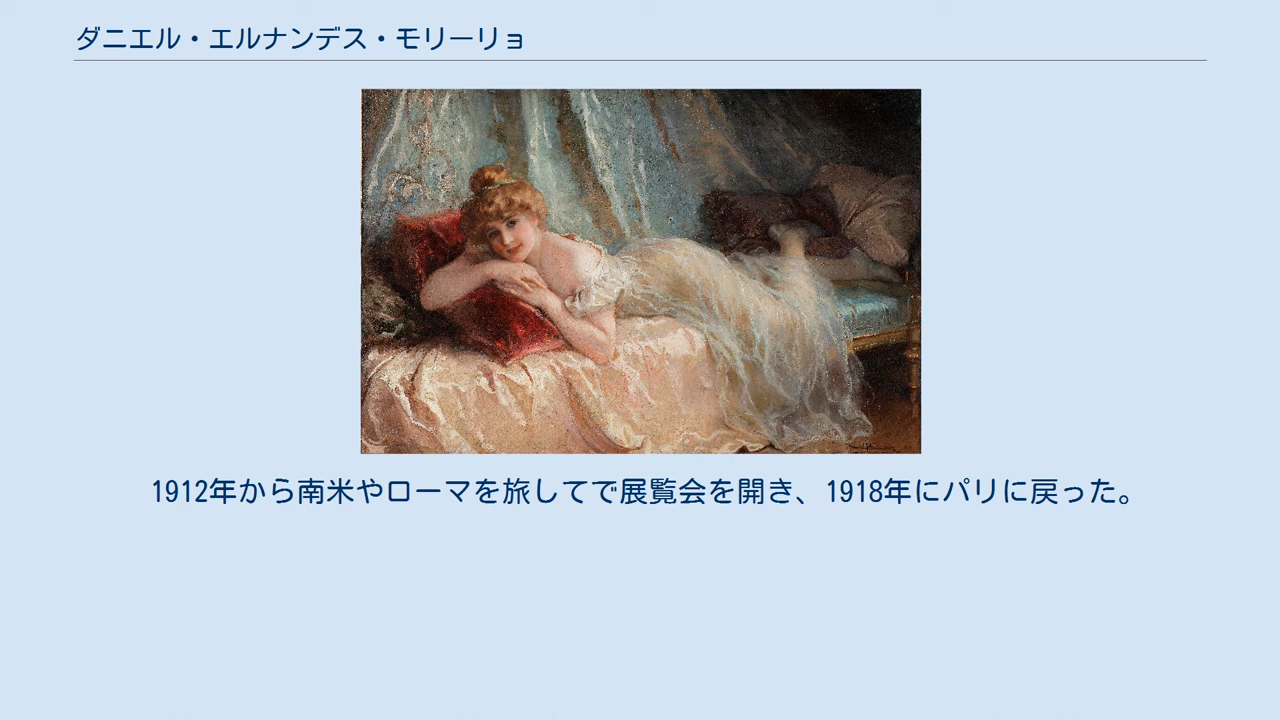 ダニエル・エルナンデス・モリーリョ
1912年から南米やローマを旅してで展覧会を開き、1918年にパリに戻った。